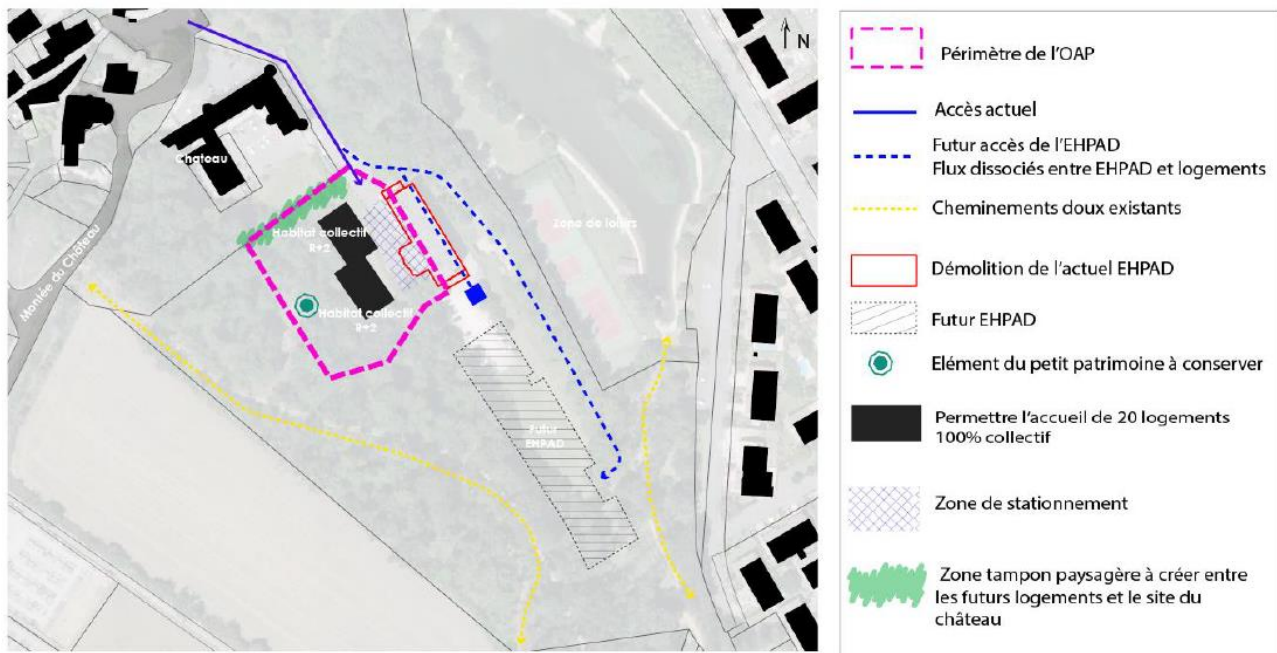 N
Chateau
Montée du Château
Habitat collectif
R+2
Habitat collectif
R+2
Zone de loisirs
Futur
EHPAD
Périmètre de l'OAP
Accès actuel
Futur accès de l'EHPAD
Flux dissociés entre EHPAD et logements
Cheminements doux existants
Démolition de l'actuel EHPAD
Futur EHPAD
Elément du petit patrimoine à conserver
Permettre l'accueil de 20 logements
100% collectif
Zone de stationnement
Zone tampon paysagère à créer entre
les futurs logements et le site du
château